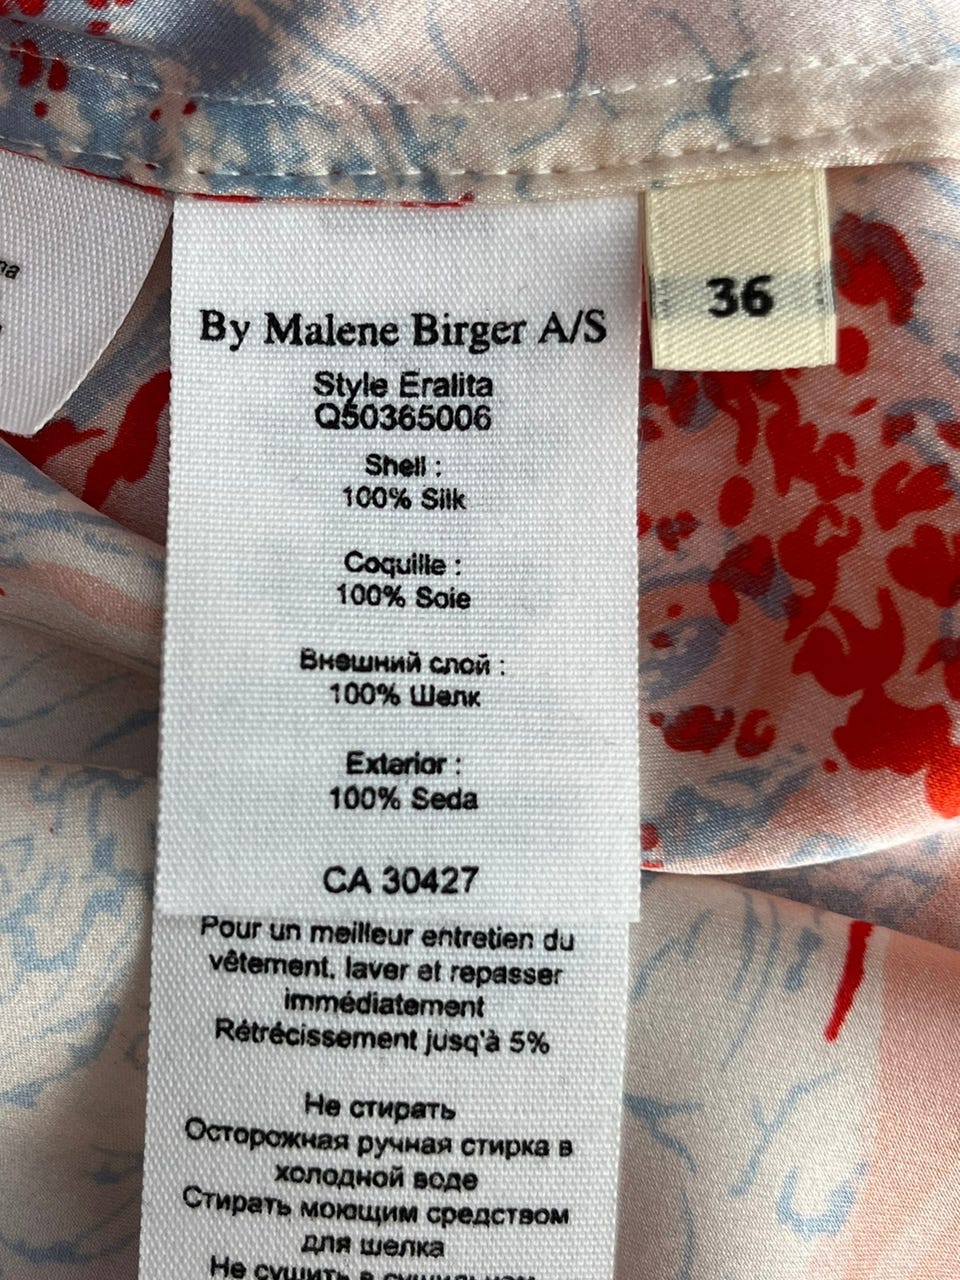 By Malene Birger A/S
36
Style Eralita
Q50365006
Shell :
100% Silk
Coquille :
100% Soie
Внешний слой :
100% Шелк
Exterior :
100% Seda
CA 30427
Pour un meilleur entretien du
vêtement, laver et repasser
immédiatement
Rétrécissement jusq'à 5%
Не стирать
Осторожная ручная стирка в
холодной воде
Стирать моющим средством
для шелка
Не сушить в